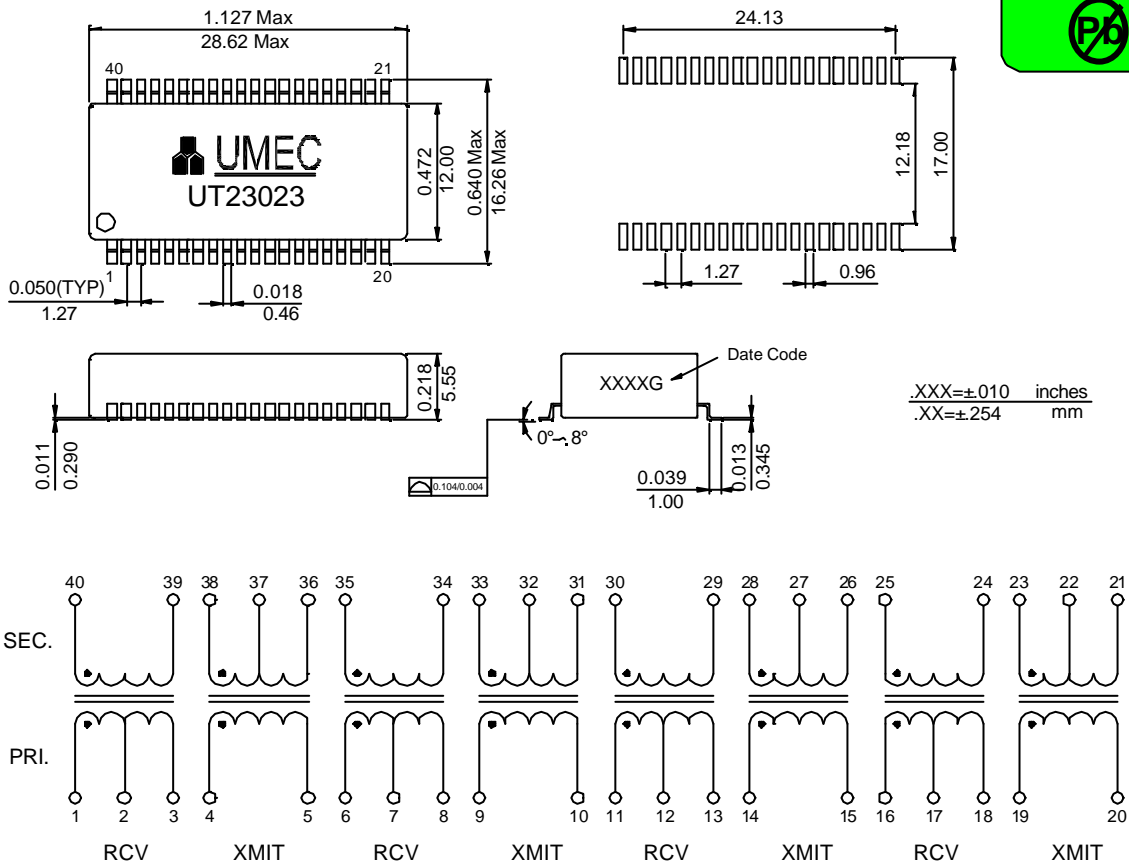 1.127 Max
28.62 Max
24.13
Pb
40 21
UMEC
UT23023
0.472
12.00
0.640 Max
16.26 Max
12.18
17.00
1 20
0.050(TYP)
1.27
0.018
0.46
1.27
0.96
0.218
5.55
0.011
0.290
XXXXG
Date Code
0°~.8°
0.104/0.004
0.039
1.00
0.013
0.345
.XXX=±.010 inches
.XX=±.254 mm
40 39 38 37 36 35 34 33 32 31 30 29 28 27 26 25 24 23 22 21
SEC.
PRI.
1 2 3 4 5 6 7 8 9 10 11 12 13 14 15 16 17 18 19 20
RCV XMIT RCV XMIT RCV XMIT RCV XMIT